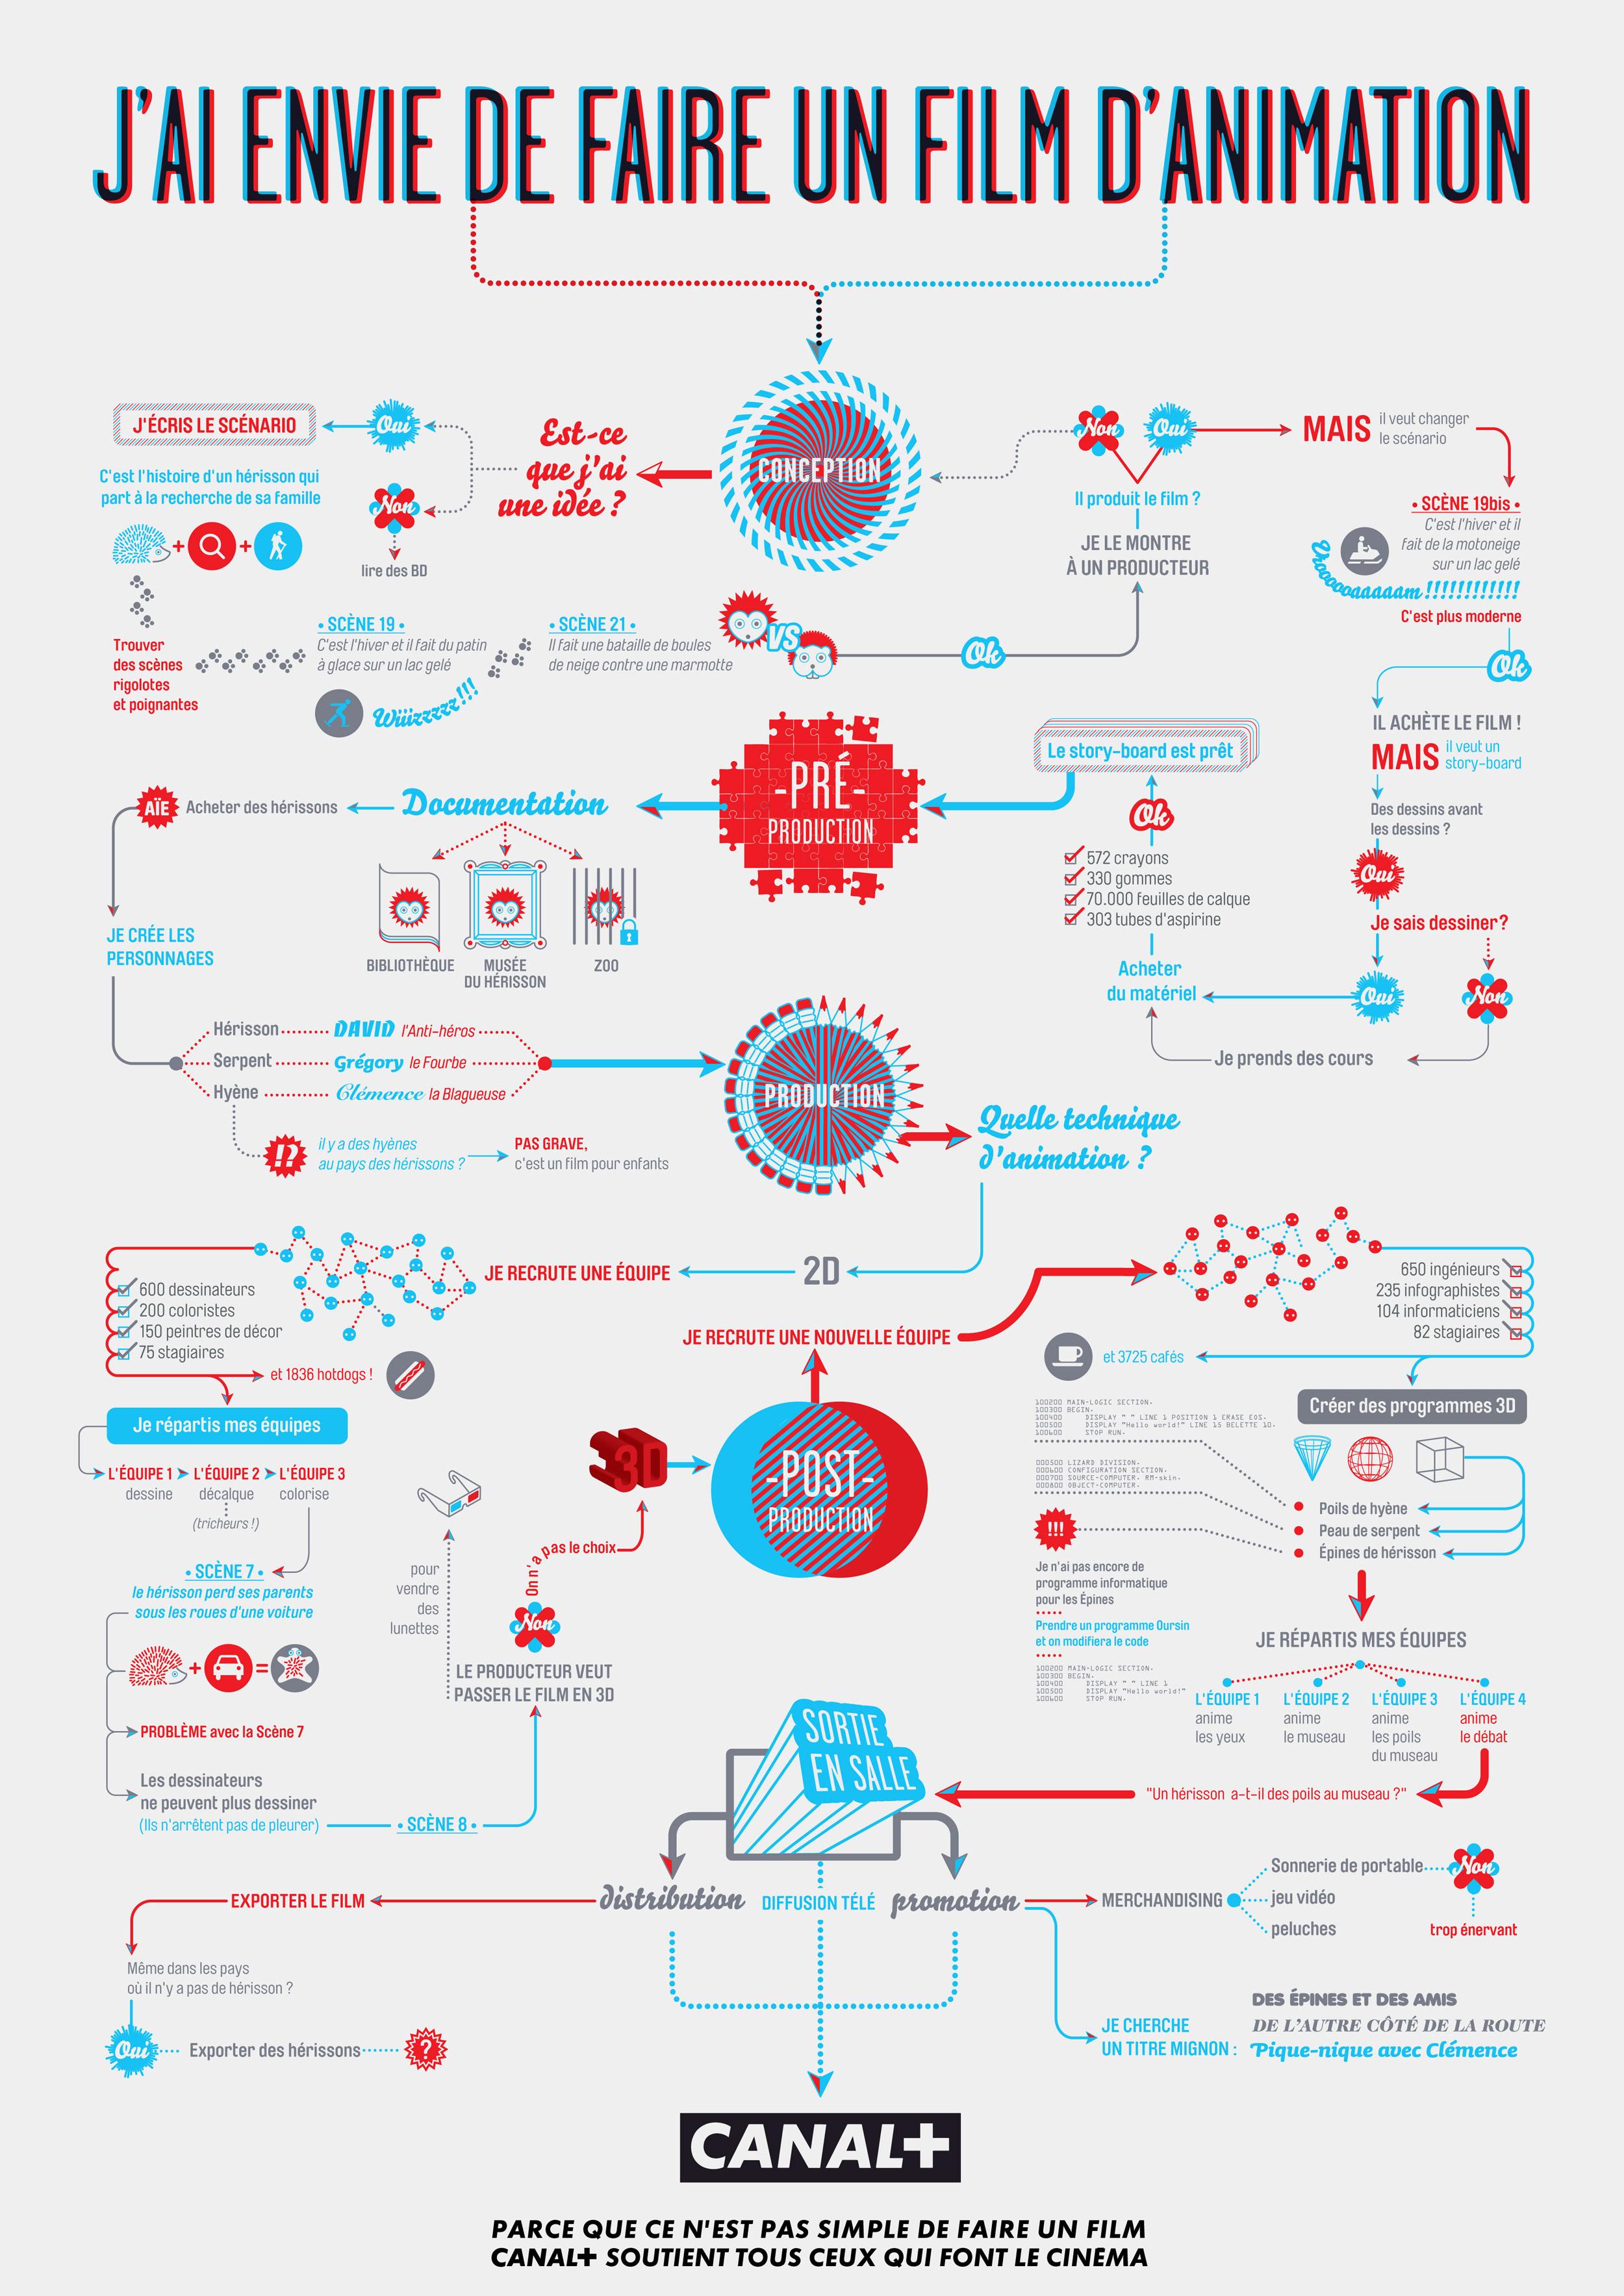 J'AI ENVIE DE FAIRE UN FILM D'ANIMATION
CONCEPTION
Est-ce
que j'ai
une idée ?
Oui
J'ÉCRIS LE SCÉNARIO
Non
lire des BD
C'est l'histoire d'un hérisson qui
part à la recherche de sa famille
+
+
Trouver
des scènes
rigolotes
et poignantes
• SCÈNE 19 •
C'est l'hiver et il fait du patin
à glace sur un lac gelé
Wiiizzzzz!!!
• SCÈNE 21 •
Il fait une bataille de boules
de neige contre une marmotte
VS
Ok
JE LE MONTRE
À UN PRODUCTEUR
Il produit le film ?
Non
Oui
MAIS il veut changer
le scénario
• SCÈNE 19bis •
C'est l'hiver et il
fait de la motoneige
sur un lac gelé
Vrooooaaaaam !!!!!!!!!!!!
C'est plus moderne
Ok
IL ACHÈTE LE FILM !
MAIS il veut un
story-board
Des dessins avant
les dessins ?
Oui
Je sais dessiner?
Oui
Non
Je prends des cours
Acheter
du matériel
572 crayons
330 gommes
70.000 feuilles de calque
303 tubes d'aspirine
Ok
Le story-board est prêt
-PRÉ-
PRODUCTION
Documentation
BIBLIOTHÈQUE
MUSÉE
DU HÉRISSON
ZOO
Acheter des hérissons
AÏE
JE CRÉE LES
PERSONNAGES
Hérisson DAVID l'Anti-héros
Serpent Grégory le Fourbe
Hyène Clémence la Blagueuse
!?
il y a des hyènes
au pays des hérissons ?
PAS GRAVE,
c'est un film pour enfants
PRODUCTION
Quelle technique
d'animation ?
2D
JE RECRUTE UNE ÉQUIPE
600 dessinateurs
200 coloristes
150 peintres de décor
75 stagiaires
et 1836 hotdogs !
Je répartis mes équipes
L'ÉQUIPE 1
dessine
L'ÉQUIPE 2
décalque
(tricheurs !)
L'ÉQUIPE 3
colorise
• SCÈNE 7 •
le hérisson perd ses parents
sous les roues d'une voiture
+
=
PROBLÈME avec la Scène 7
Les dessinateurs
ne peuvent plus dessiner
(Ils n'arrêtent pas de pleurer)
• SCÈNE 8 •
LE PRODUCTEUR VEUT
PASSER LE FILM EN 3D
pour
vendre
des
lunettes
Non
On n'a pas le choix
3D
-POST-
PRODUCTION
JE RECRUTE UNE NOUVELLE ÉQUIPE
650 ingénieurs
235 infographistes
104 informaticiens
82 stagiaires
et 3725 cafés
Créer des programmes 3D
100200 MAIN-LOGIC SECTION.
100300 BEGIN.
100400 DISPLAY " " LINE 1 POSITION 1 ERASE EOS.
100500 DISPLAY "Hello world!" LINE 15 BELETTE 10.
100600 STOP RUN.
000500 LIZARD DIVISION.
000600 CONFIGURATION SECTION.
000700 SOURCE-COMPUTER. RM-skin.
000800 OBJECT-COMPUTER.
!!!
Poils de hyène
Peau de serpent
Épines de hérisson
Je n'ai pas encore de
programme informatique
pour les Épines
Prendre un programme Oursin
et on modifiera le code
100200 MAIN-LOGIC SECTION.
100300 BEGIN.
100400 DISPLAY " " LINE 1
100500 DISPLAY "Hello world!"
100600 STOP RUN.
JE RÉPARTIS MES ÉQUIPES
L'ÉQUIPE 1
anime
les yeux
L'ÉQUIPE 2
anime
le museau
L'ÉQUIPE 3
anime
les poils
du museau
L'ÉQUIPE 4
anime
le débat
"Un hérisson a-t-il des poils au museau ?"
SORTIE
EN SALLE
distribution
DIFFUSION TÉLÉ
promotion
EXPORTER LE FILM
Même dans les pays
où il n'y a pas de hérisson ?
Oui
Exporter des hérissons
?
MERCHANDISING
Sonnerie de portable
jeu vidéo
peluches
Non
trop énervant
JE CHERCHE
UN TITRE MIGNON :
DES ÉPINES ET DES AMIS
DE L'AUTRE CÔTÉ DE LA ROUTE
Pique-nique avec Clémence
CANAL+
PARCE QUE CE N'EST PAS SIMPLE DE FAIRE UN FILM
CANAL+ SOUTIENT TOUS CEUX QUI FONT LE CINÉMA